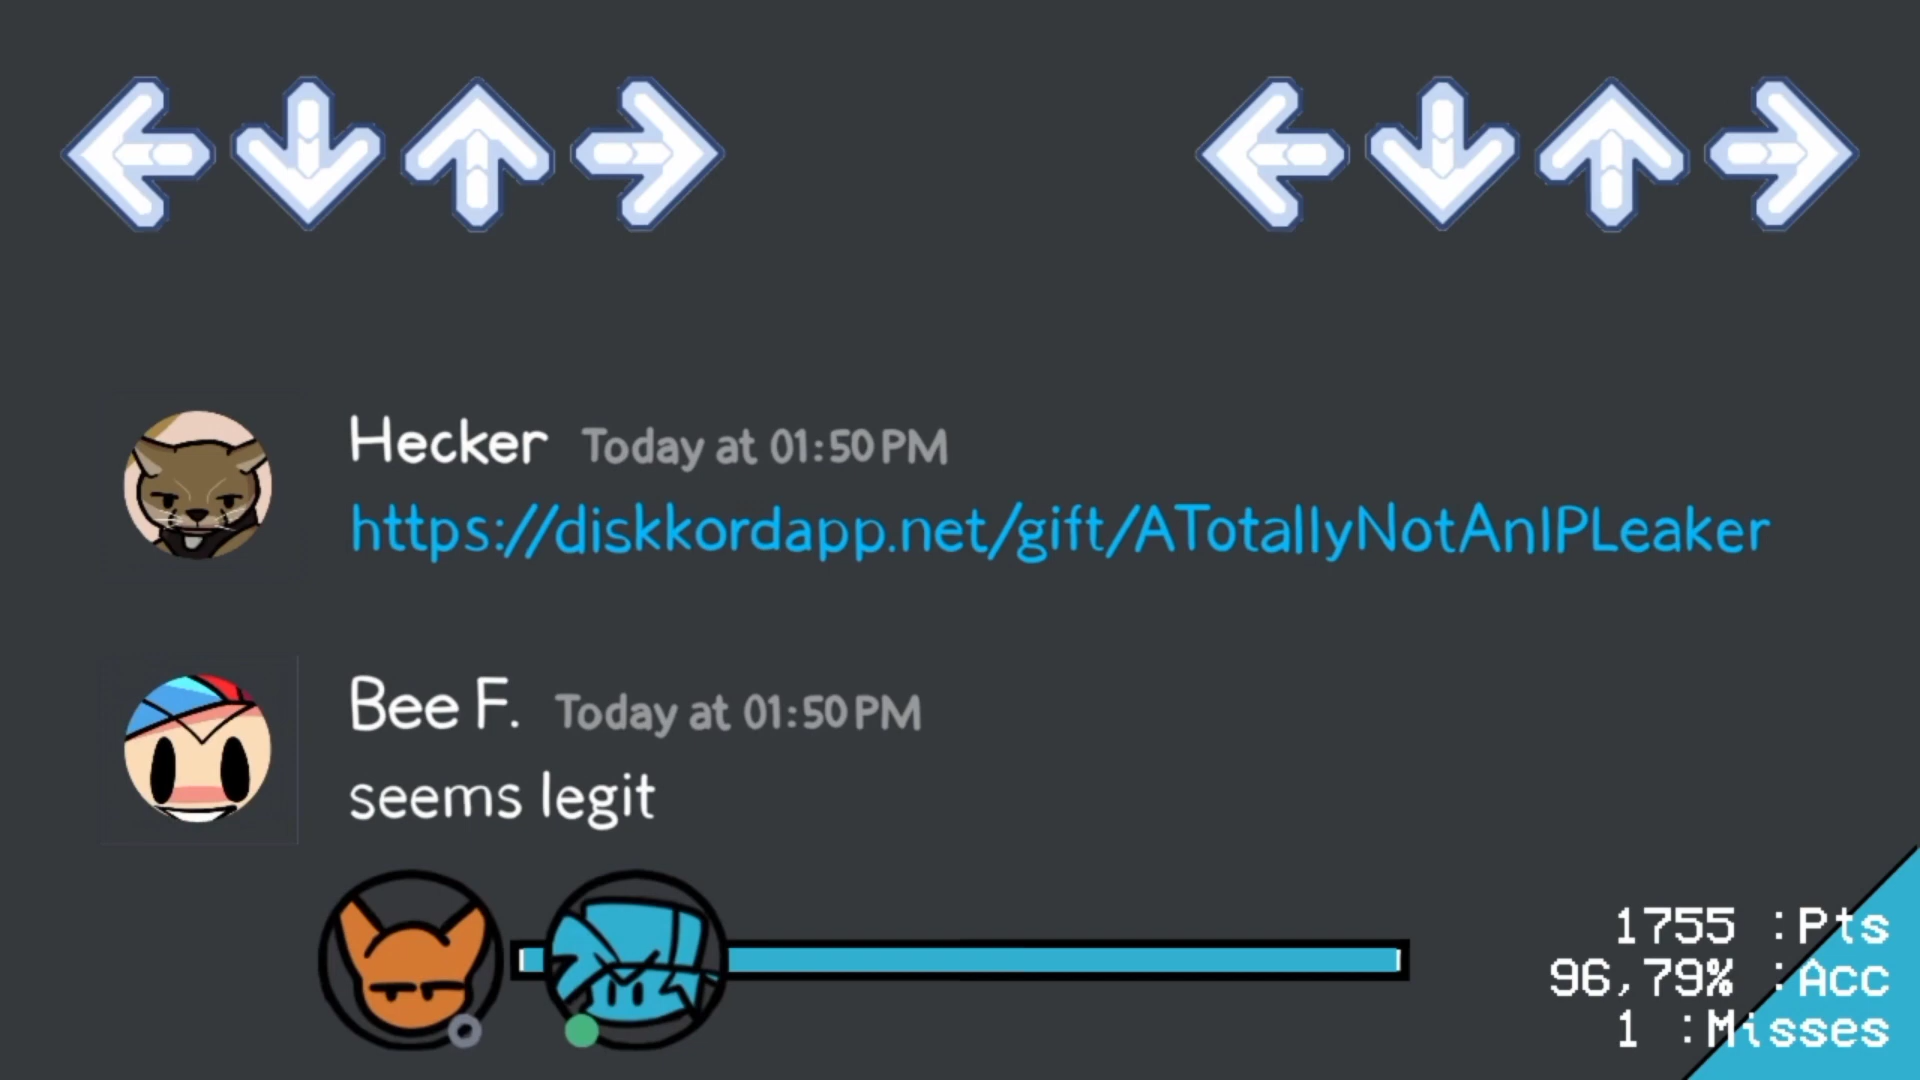 Hecker Today at 01:50 PM
https://diskkordapp.net/gift/ATotallyNotAnIPLeaker
Bee F. Today at 01:50 PM
seems legit
1755 :Pts
96,79% :Acc
1 :Misses